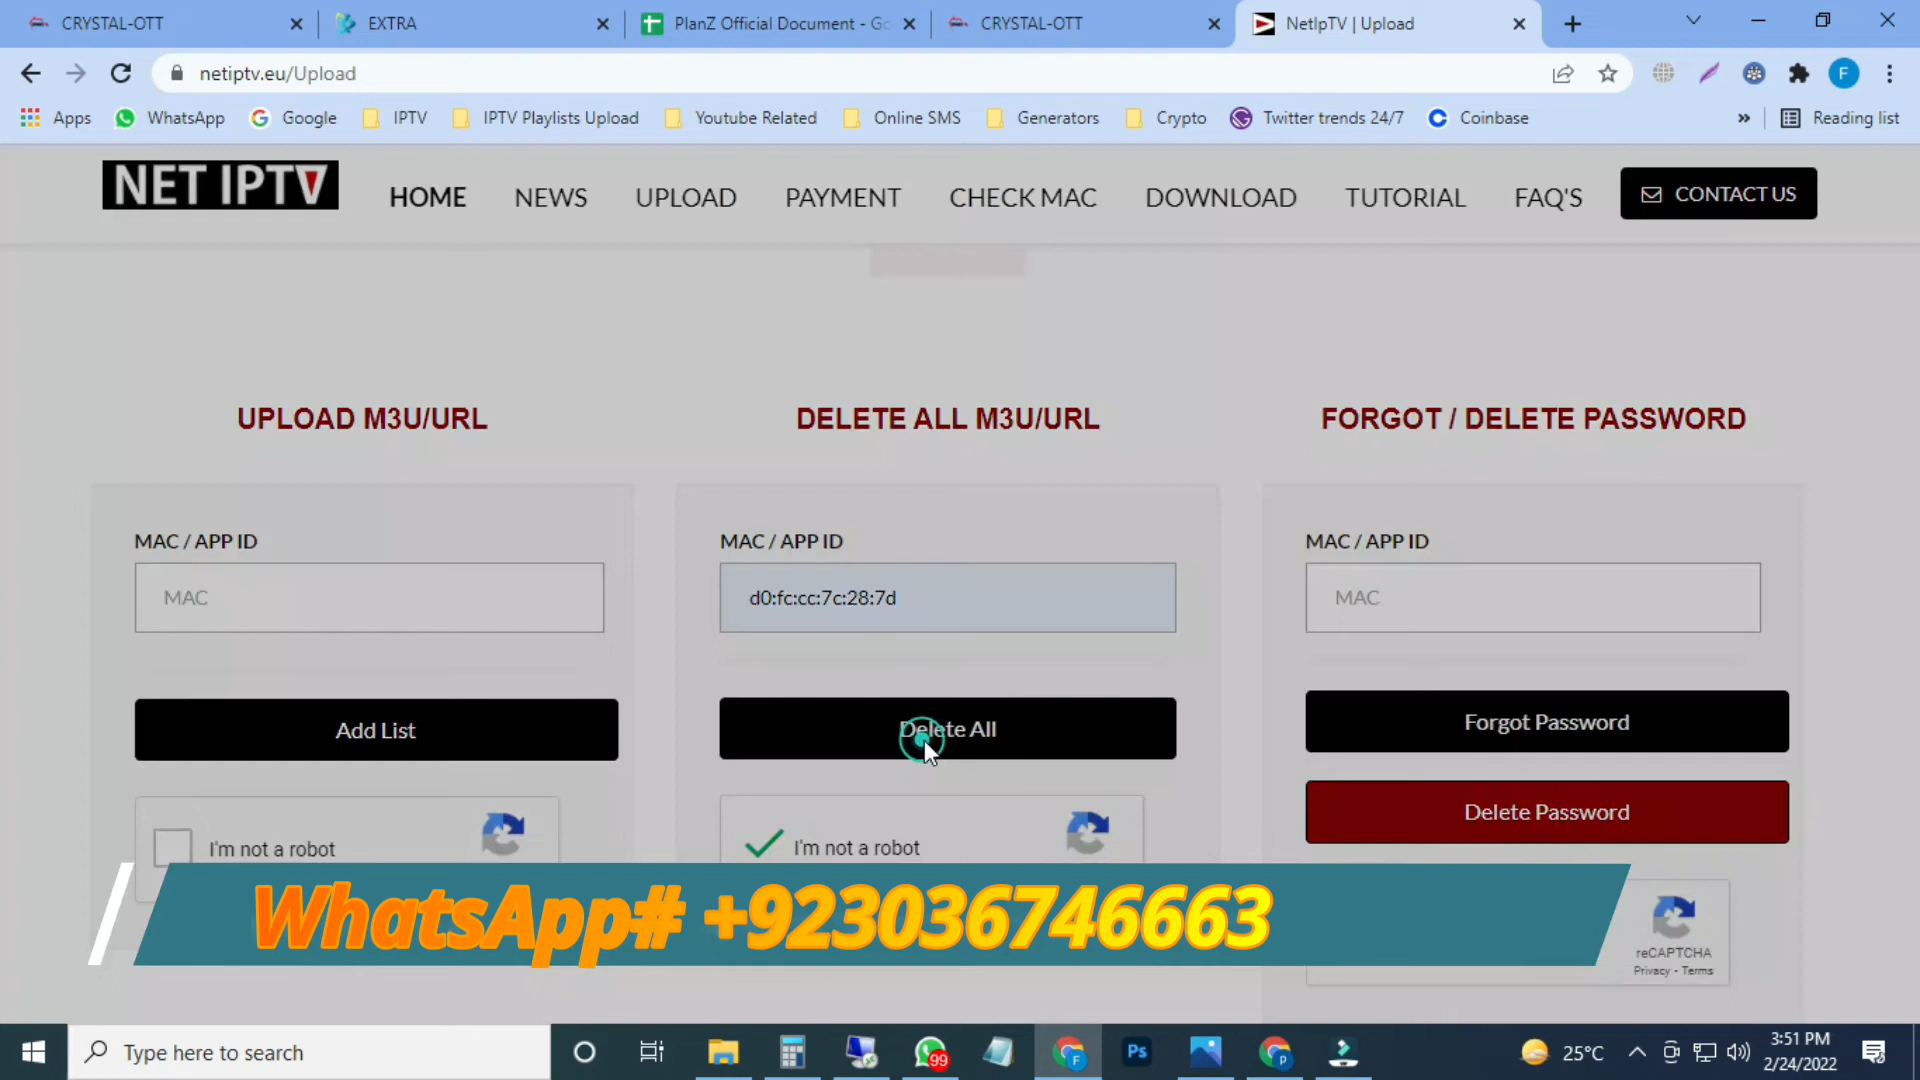 CRYSTAL-OTT
EXTRA
PlanZ Official Document - Go
CRYSTAL-OTT
NetIpTV | Upload
netiptv.eu/Upload
F
Apps
WhatsApp
Google
IPTV
IPTV Playlists Upload
Youtube Related
Online SMS
Generators
Crypto
Twitter trends 24/7
Coinbase
»
Reading list
NET IPTV
HOME
NEWS
UPLOAD
PAYMENT
CHECK MAC
DOWNLOAD
TUTORIAL
FAQ'S
CONTACT US
UPLOAD M3U/URL
DELETE ALL M3U/URL
FORGOT / DELETE PASSWORD
MAC / APP ID
MAC / APP ID
MAC / APP ID
MAC
d0:fc:cc:7c:28:7d
MAC
Add List
Delete All
Forgot Password
Delete Password
I'm not a robot
I'm not a robot
WhatsApp# +923036746663
reCAPTCHA
Privacy - Terms
Type here to search
99
F
Ps
P
25°C
3:51 PM
2/24/2022